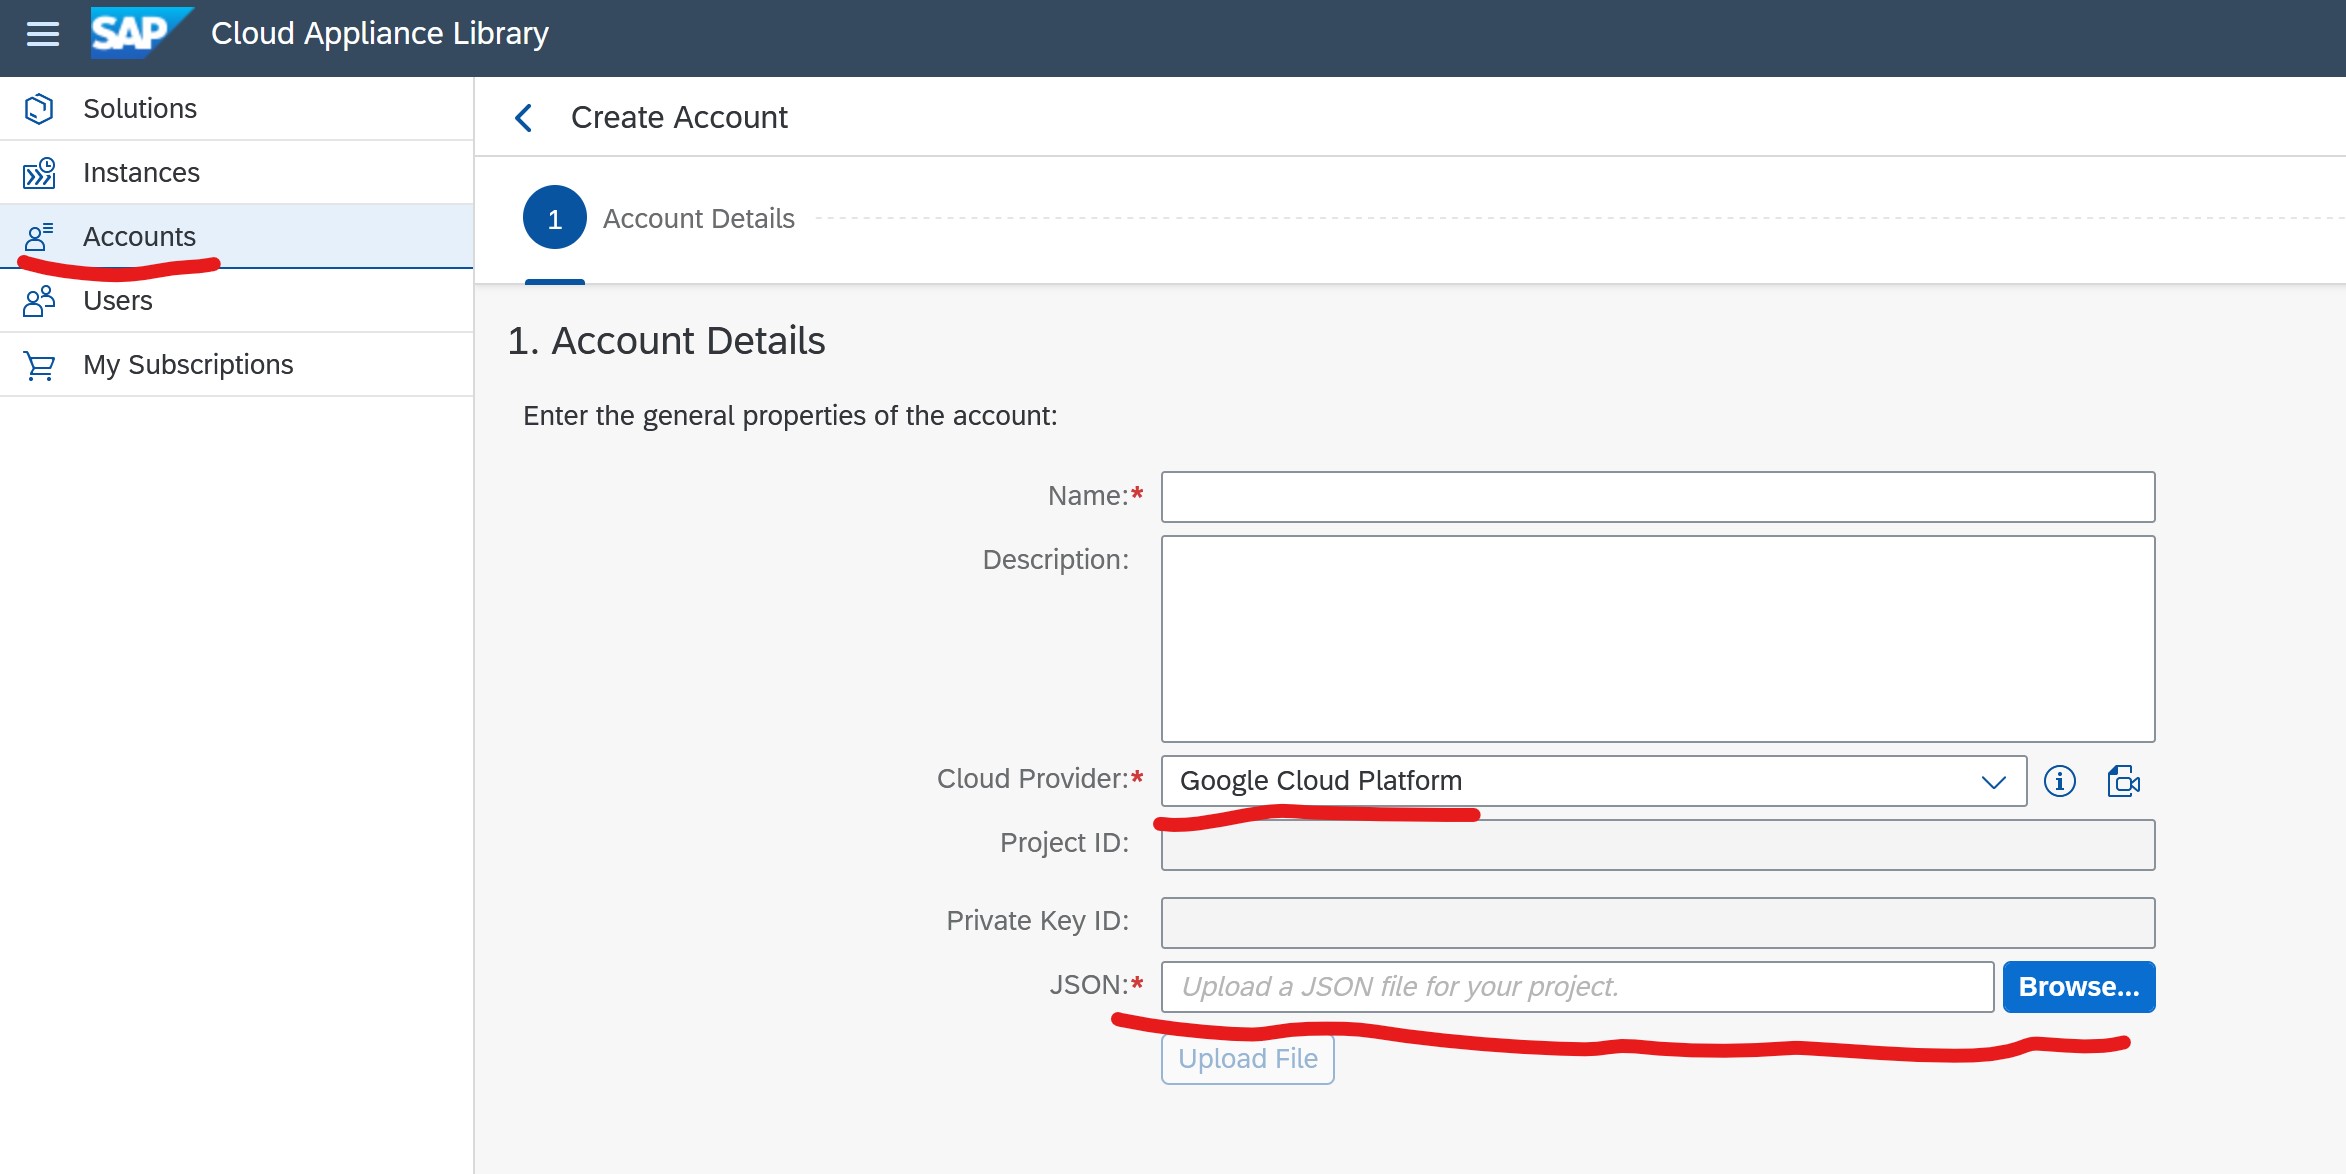 SAP Cloud Appliance Library
Solutions
Instances
Accounts
Users
My Subscriptions
Create Account
1 Account Details
1. Account Details
Enter the general properties of the account:
Name:*
Description:
Cloud Provider:* Google Cloud Platform
Project ID:
Private Key ID:
JSON:* Upload a JSON file for your project. Browse...
Upload File